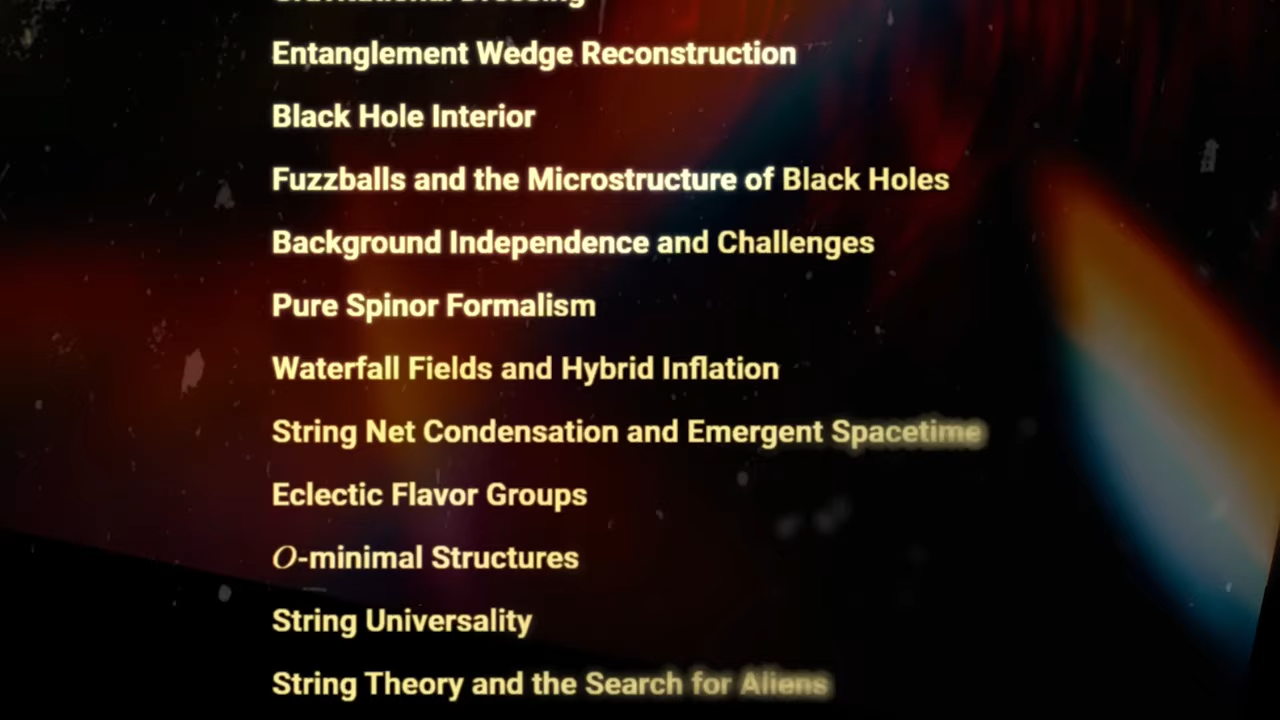 Entanglement Wedge Reconstruction
Black Hole Interior
Fuzzballs and the Microstructure of Black Holes
Background Independence and Challenges
Pure Spinor Formalism
Waterfall Fields and Hybrid Inflation
String Net Condensation and Emergent Spacetime
Eclectic Flavor Groups
O-minimal Structures
String Universality
String Theory and the Search for Aliens